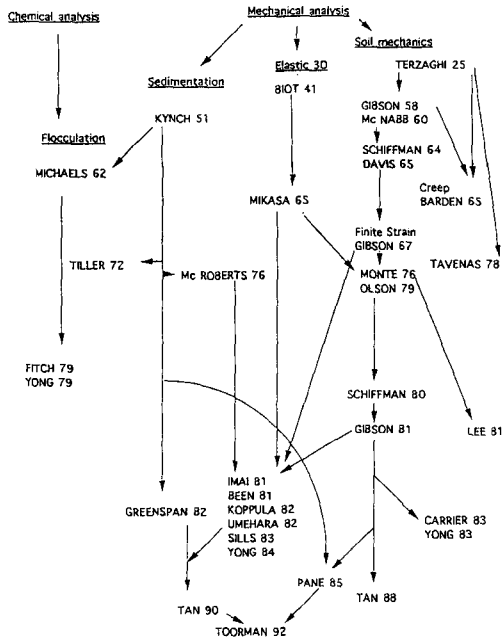 Chemical analysis
Mechanical analysis
Soil mechanics
Elastic 30
TERZAGHI 25
Sedimentation
BIOT 41
KYNCH 51
GIBSON 58
Mc NABB 60
Flocculation
SCHIFFMAN 64
DAVIS 65
MICHAELS 62
Creep
BARDEN 65
MIKASA 65
Finite Strain
GIBSON 67
TILLER 72
Mc ROBERTS 76
MONTE 76
OLSON 79
TAVENAS 78
FITCH 79
YONG 79
SCHIFFMAN 80
GIBSON 81
LEE 81
IMAI 81
BEEN 81
KOPPULA 82
UMEHARA 82
SILLS 83
YONG 84
GREENSPAN 82
CARRIER 83
YONG 83
PANE 85
TAN 88
TAN 90
TOORMAN 92